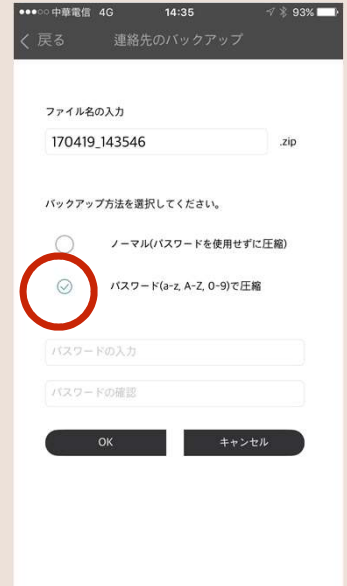 中華電信 4G 14:35 93%
戻る 連絡先のバックアップ
ファイル名の入力
170419_143546 .zip
バックアップ方法を選択してください。
ノーマル(パスワードを使用せずに圧縮)
パスワード(a-z, A-Z, 0-9)で圧縮
パスワードの入力
パスワードの確認
OK キャンセル